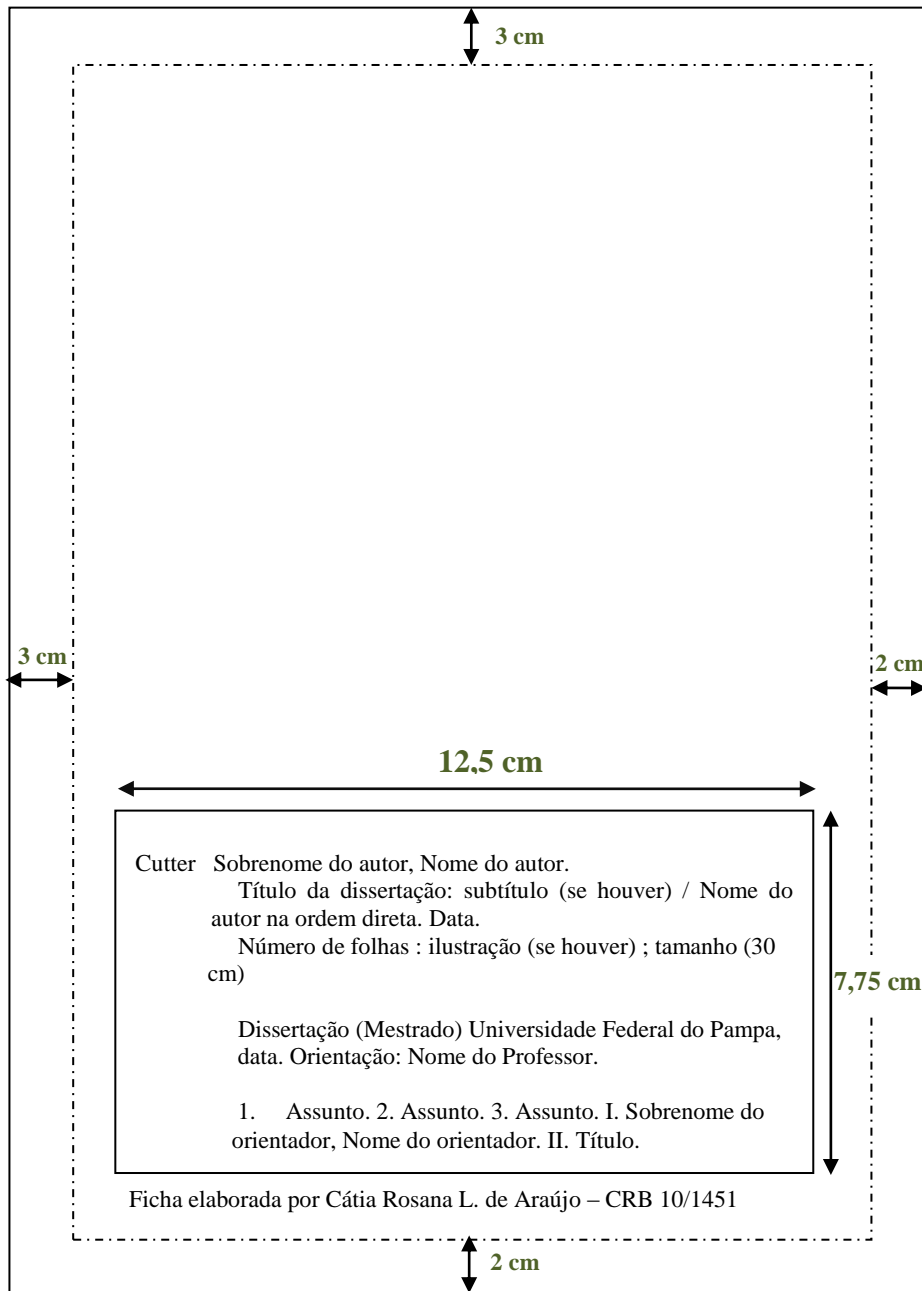 3 cm
3 cm
2 cm
12,5 cm
Cutter Sobrenome do autor, Nome do autor.
Título da dissertação: subtítulo (se houver) / Nome do
autor na ordem direta. Data.
Número de folhas : ilustração (se houver) ; tamanho (30
cm)
7,75 cm
Dissertação (Mestrado) Universidade Federal do Pampa,
data. Orientação: Nome do Professor.
1. Assunto. 2. Assunto. 3. Assunto. I. Sobrenome do
orientador, Nome do orientador. II. Título.
Ficha elaborada por Cátia Rosana L. de Araújo – CRB 10/1451
2 cm